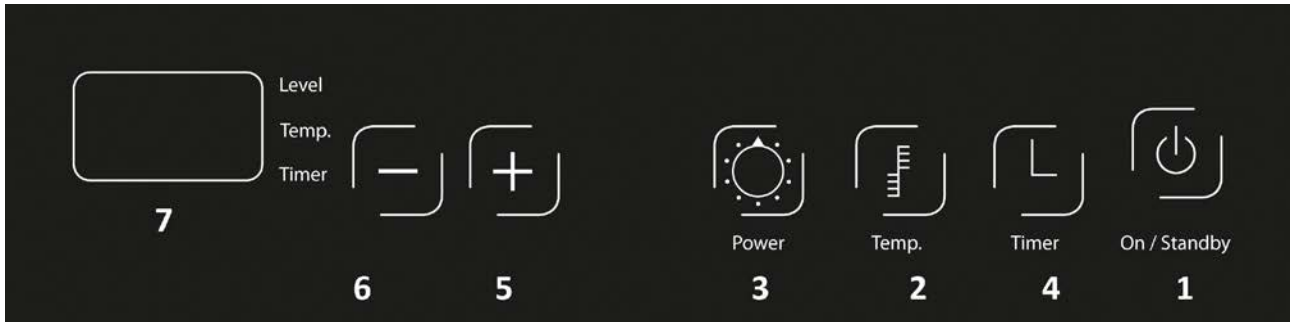 Level
Temp.
Timer
7
− +
6 5
Power Temp. Timer On / Standby
3 2 4 1